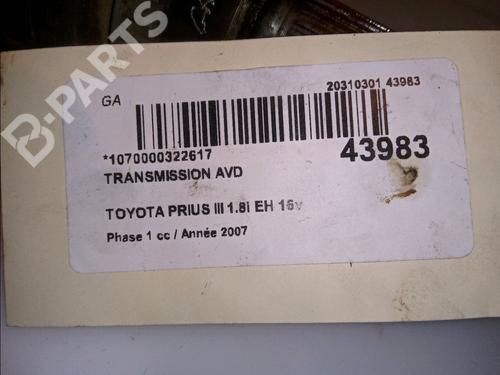 B-PARTS
GA
20310301 43983
*1070000322617
43983
TRANSMISSION AVD
TOYOTA PRIUS III 1.8i EH 16v
Phase 1 cc / Année 2007